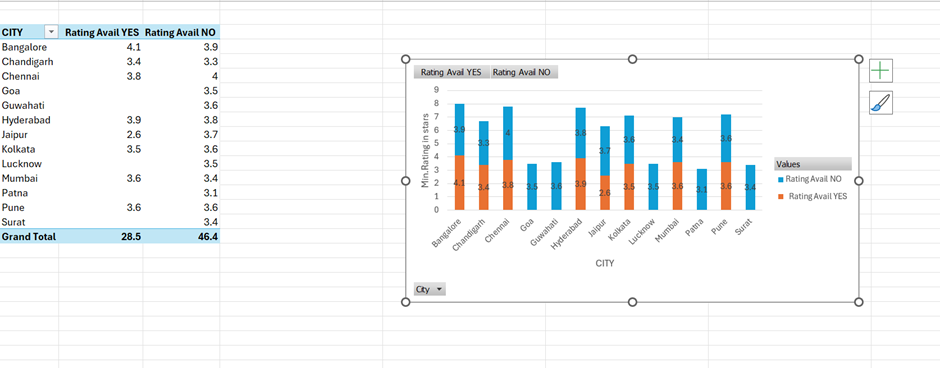 CITY Rating Avail YES Rating Avail NO
Bangalore 4.1 3.9
Chandigarh 3.4 3.3
Chennai 3.8 4
Goa 3.5
Guwahati 3.6
Hyderabad 3.9 3.8
Jaipur 2.6 3.7
Kolkata 3.5 3.6
Lucknow 3.5
Mumbai 3.6 3.4
Patna 3.1
Pune 3.6 3.6
Surat 3.4
Grand Total 28.5 46.4
Rating Avail YES Rating Avail NO
Min.Rating in stars
9
8
7
6
5
4
3
2
1
0
3.9 3.3 4 3.8 3.7 3.6 3.4 3.6
4.1 3.4 3.8 3.5 3.6 3.9 2.6 3.5 3.5 3.6 3.1 3.6 3.4
Bangalore Chandigarh Chennai Goa Guwahati Hyderabad Jaipur Kolkata Lucknow Mumbai Patna Pune Surat
CITY
Values
Rating Avail NO
Rating Avail YES
City